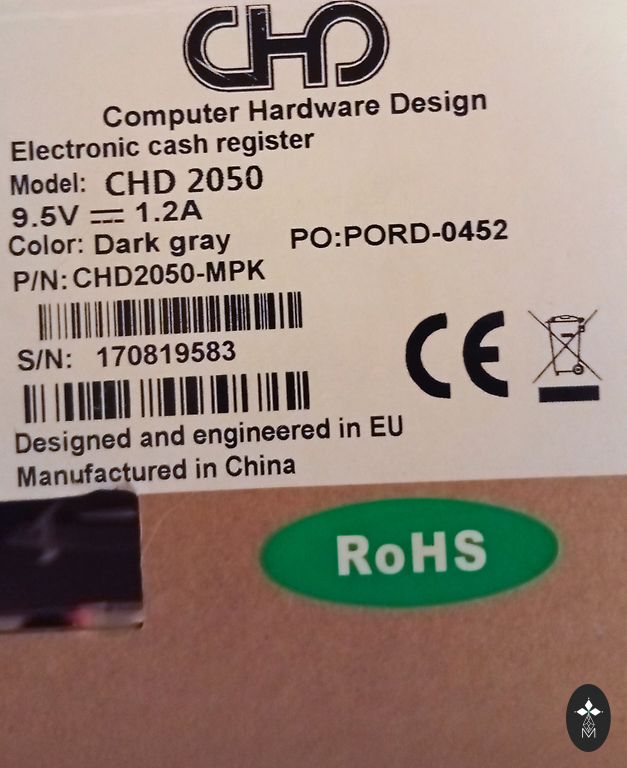 CHD
Computer Hardware Design
Electronic cash register
Model: CHD 2050
9.5V ⎓ 1.2A
Color: Dark gray PO:PORD-0452
P/N: CHD2050-MPK
S/N: 170819583
CE
Designed and engineered in EU
Manufactured in China
RoHS
M